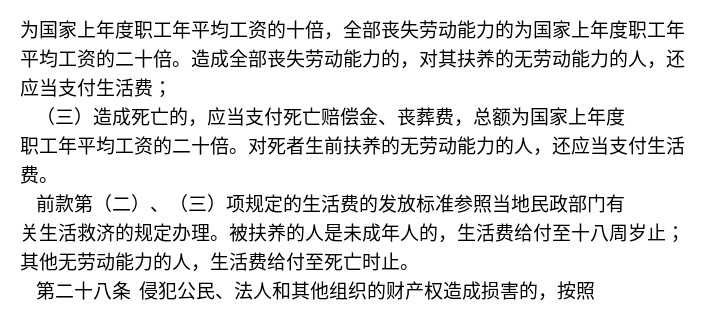 为国家上年度职工年平均工资的十倍，全部丧失劳动能力的为国家上年度职工年
平均工资的二十倍。造成全部丧失劳动能力的，对其扶养的无劳动能力的人，还
应当支付生活费；
（三）造成死亡的，应当支付死亡赔偿金、丧葬费，总额为国家上年度
职工年平均工资的二十倍。对死者生前扶养的无劳动能力的人，还应当支付生活
费。
前款第（二）、（三）项规定的生活费的发放标准参照当地民政部门有
关生活救济的规定办理。被扶养的人是未成年人的，生活费给付至十八周岁止；
其他无劳动能力的人，生活费给付至死亡时止。
第二十八条 侵犯公民、法人和其他组织的财产权造成损害的，按照